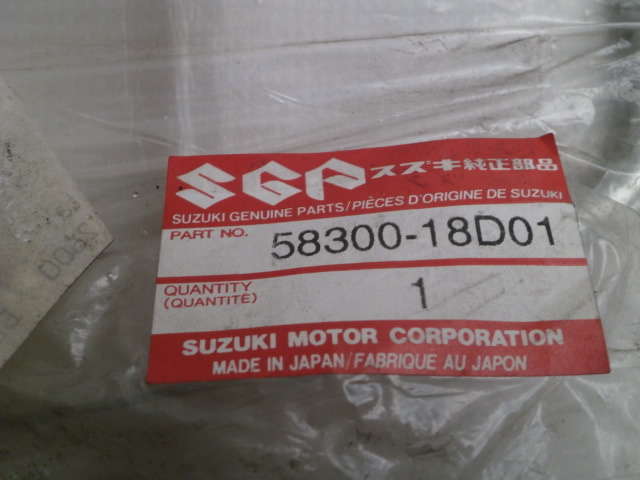 SGP スズキ純正部品
SUZUKI GENUINE PARTS/PIÈCES D'ORIGINE DE SUZUKI
PART NO. 58300-18D01
QUANTITY 1
(QUANTITÉ)
SUZUKI MOTOR CORPORATION
MADE IN JAPAN/FABRIQUE AU JAPON